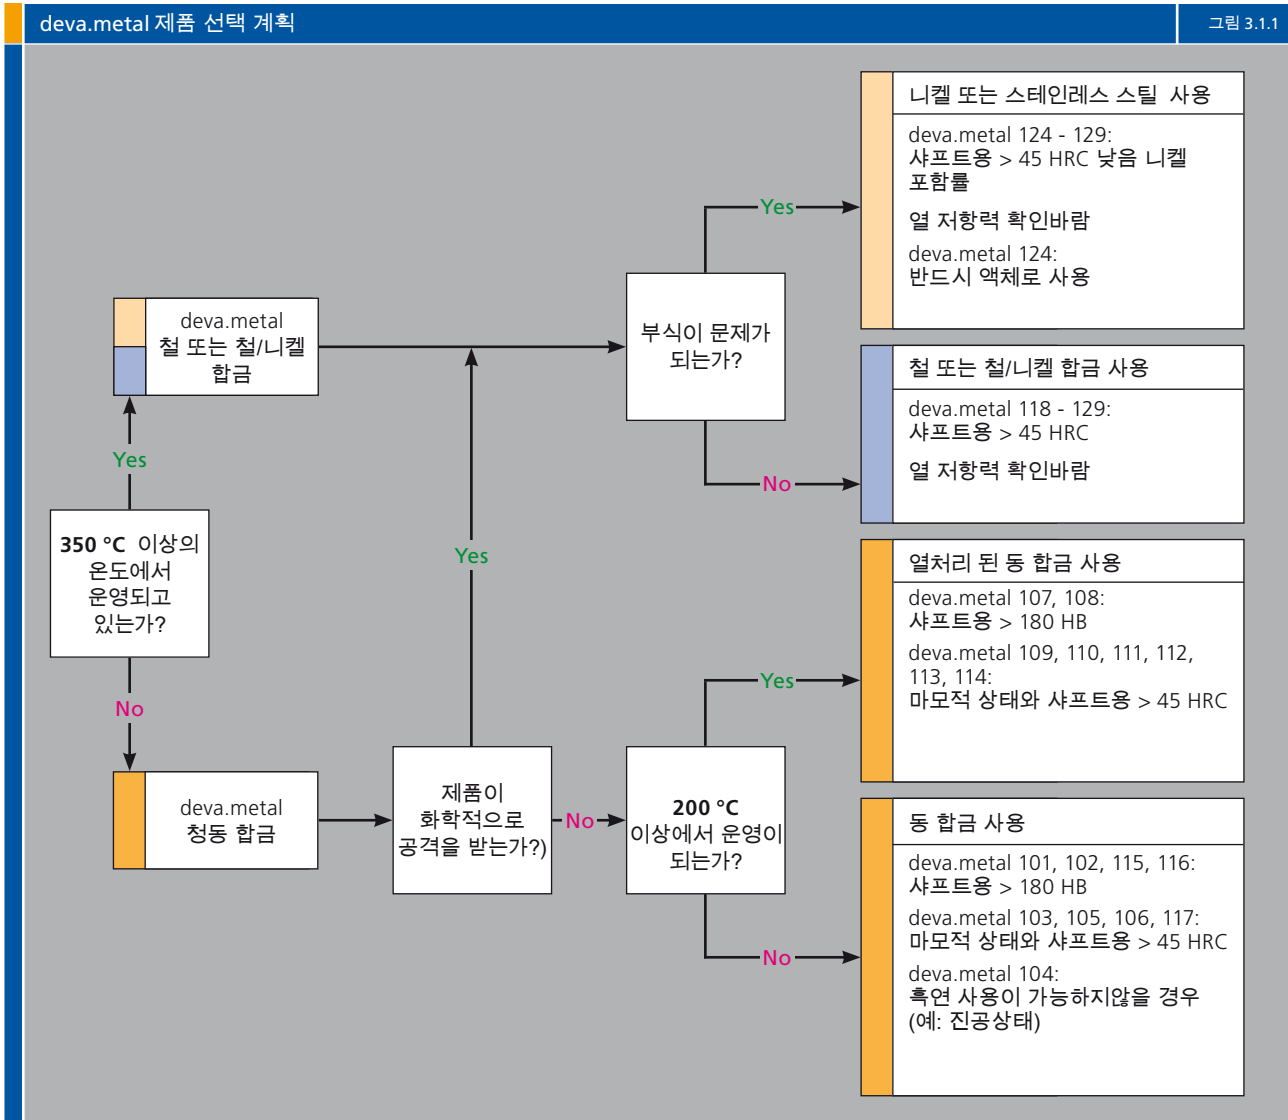 deva.metal 제품 선택 계획
그림 3.1.1
니켈 또는 스테인레스 스틸 사용
deva.metal 124 - 129:
샤프트용 > 45 HRC 낮음 니켈
포함률
열 저항력 확인바람
deva.metal 124:
반드시 액체로 사용
Yes
deva.metal
철 또는 철/니켈
합금
부식이 문제가
되는가?
철 또는 철/니켈 합금 사용
deva.metal 118 - 129:
샤프트용 > 45 HRC
열 저항력 확인바람
No
Yes
350 °C 이상의
온도에서
운영되고
있는가?
Yes
열처리 된 동 합금 사용
deva.metal 107, 108:
샤프트용 > 180 HB
deva.metal 109, 110, 111, 112,
113, 114:
마모적 상태와 샤프트용 > 45 HRC
Yes
No
deva.metal
청동 합금
제품이
화학적으로
공격을 받는가?)
No
200 °C
이상에서 운영이
되는가?
동 합금 사용
deva.metal 101, 102, 115, 116:
샤프트용 > 180 HB
deva.metal 103, 105, 106, 117:
마모적 상태와 샤프트용 > 45 HRC
deva.metal 104:
흑연 사용이 가능하지않을 경우
(예: 진공상태)
No